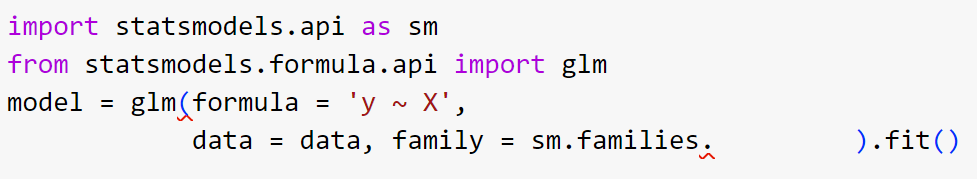 import statsmodels.api as sm
from statsmodels.formula.api import glm
model = glm(formula = 'y ~ X',
            data = data, family = sm.families.         ).fit()